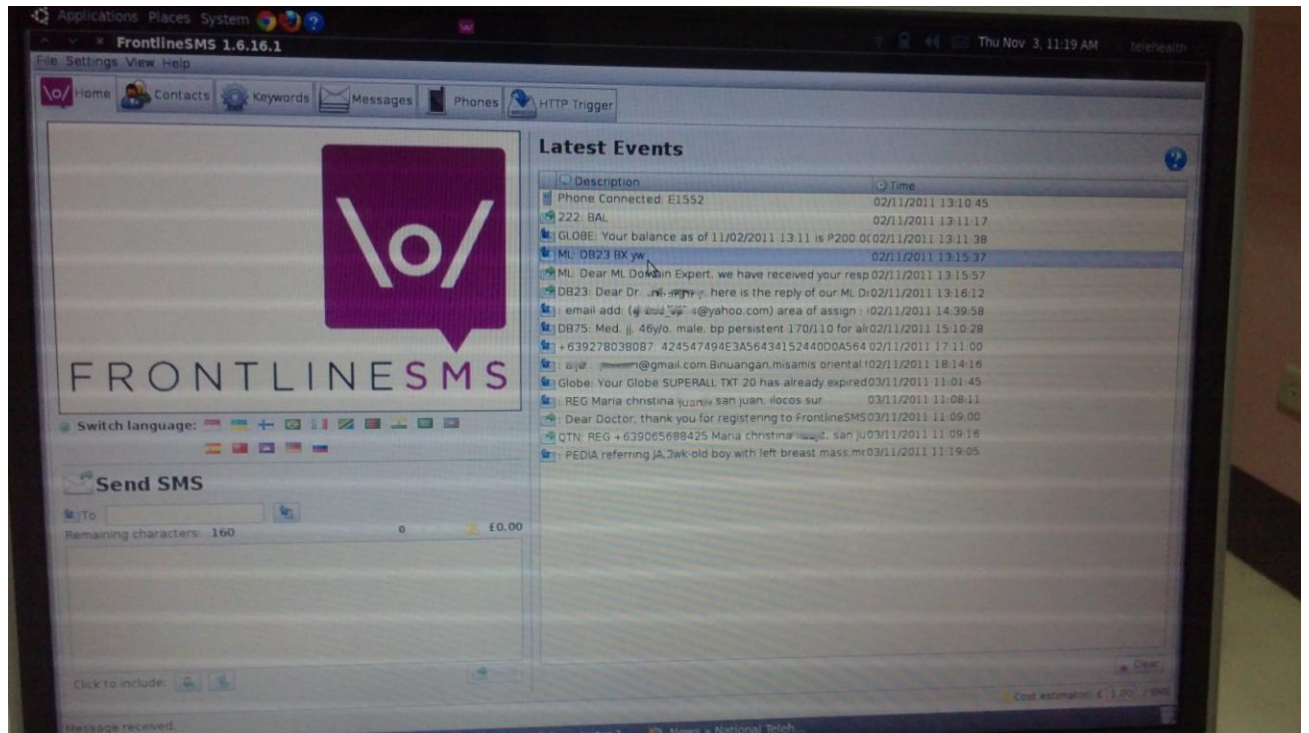 Applications Places System
FrontlineSMS 1.6.16.1
Thu Nov 3, 11:19 AM telehealth
File Settings View Help
\o/ Home Contacts Keywords Messages Phones HTTP Trigger
\o/
FRONTLINESMS
Switch language:
Send SMS
To
Remaining characters: 160 0 £0.00
Click to include:
Message received.
Latest Events
Description Time
Phone Connected: E1552 02/11/2011 13:10:45
222: BAL 02/11/2011 13:11:17
GLOBE: Your balance as of 11/02/2011 13:11 is P200.0( 02/11/2011 13:11:38
ML: DB23 BX yw 02/11/2011 13:15:37
ML: Dear ML Domain Expert, we have received your resp 02/11/2011 13:15:57
DB23: Dear Dr. here is the reply of our ML D 02/11/2011 13:16:12
: email add: ( @yahoo.com) area of assign : 02/11/2011 14:39:58
DB75: Med. jj, 46y/o, male, bp persistent 170/110 for 02/11/2011 15:10:28
+639278038087: 424547494E3A56434152440D0A564 02/11/2011 17:11:00
: @gmail.com.Binuangan,misamis oriental 02/11/2011 18:14:16
Globe: Your Globe SUPERALL TXT 20 has already expired 03/11/2011 11:01:45
: REG Maria christina san juan, ilocos sur 03/11/2011 11:08:11
: Dear Doctor, thank you for registering to FrontlineSMS 03/11/2011 11:09:00
QTN: REG +639065688425 Maria christina san ju 03/11/2011 11:09:16
: PEDIA referring JA,3wk-old boy with left breast mass, 03/11/2011 11:19:05
Clear
Cost estimator: £ 1.00 / SMS
News » National Teleh...